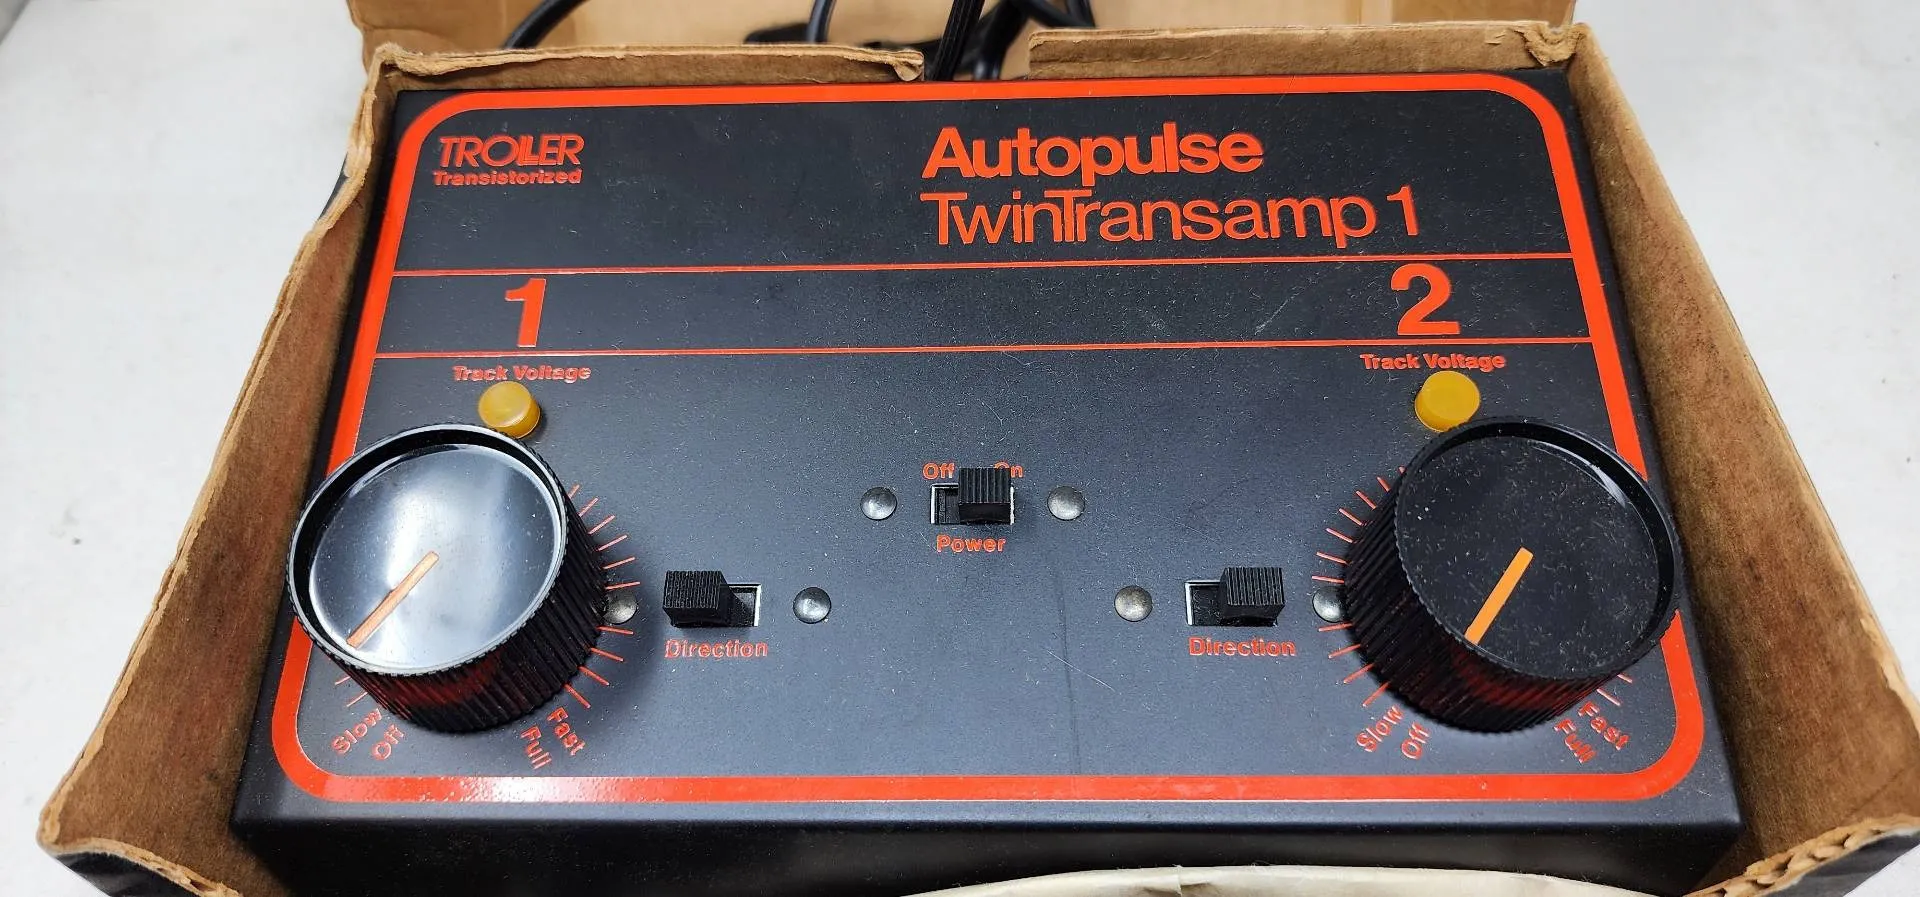 TROLLER
Transistorized
Autopulse
TwinTransamp 1
1
2
Track Voltage
Track Voltage
Off On
Power
Direction
Direction
Slow
Off
Fast
Full
Slow
Off
Fast
Full